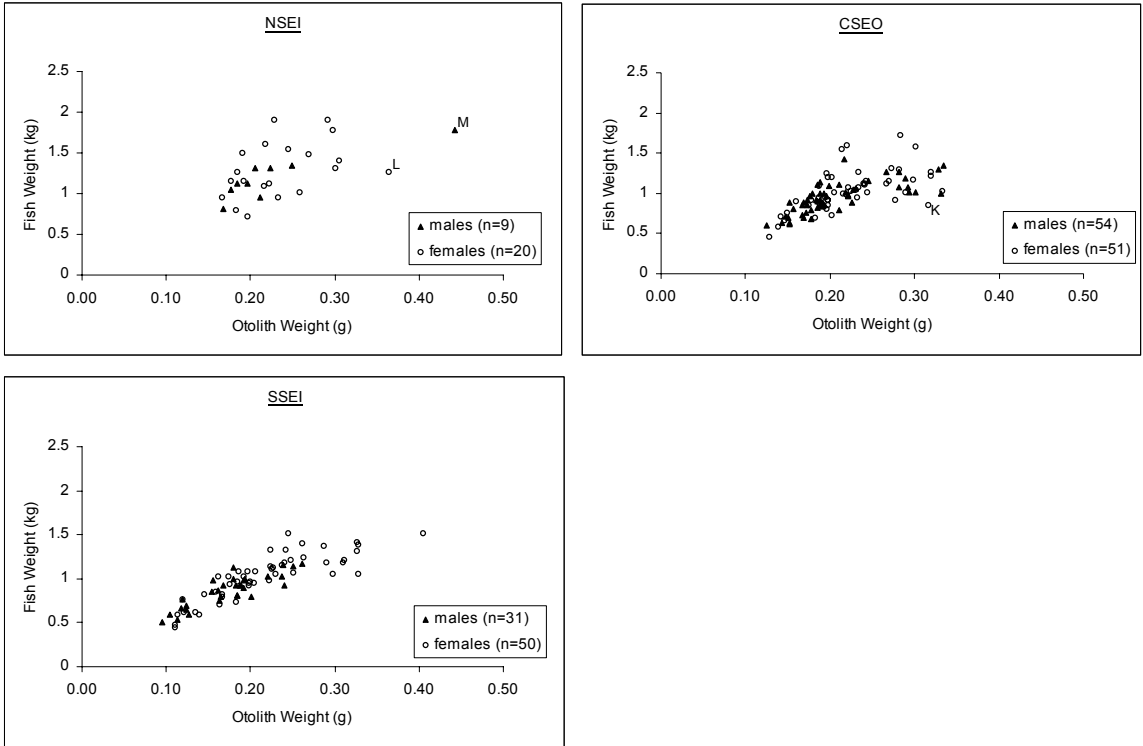 NSEI
Fish Weight (kg)
2.5
2
1.5
1
0.5
0
0.00 0.10 0.20 0.30 0.40 0.50
Otolith Weight (g)
M
L
males (n=9)
females (n=20)
CSEO
Fish Weight (kg)
2.5
2
1.5
1
0.5
0
0.00 0.10 0.20 0.30 0.40 0.50
Otolith Weight (g)
K
males (n=54)
females (n=51)
SSEI
Fish Weight (kg)
2.5
2
1.5
1
0.5
0
0.00 0.10 0.20 0.30 0.40 0.50
Otolith Weight (g)
males (n=31)
females (n=50)